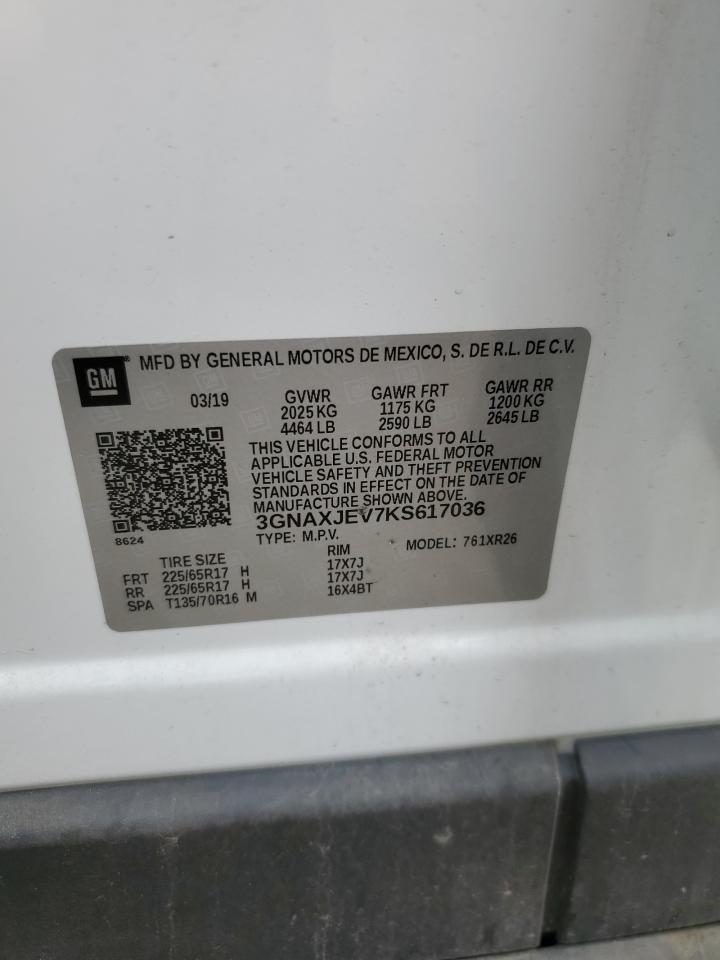 GM
MFD BY GENERAL MOTORS DE MEXICO, S. DE R.L. DE C.V.
03/19 GVWR GAWR FRT GAWR RR
2025 KG 1175 KG 1200 KG
4464 LB 2590 LB 2645 LB
THIS VEHICLE CONFORMS TO ALL
APPLICABLE U.S. FEDERAL MOTOR
VEHICLE SAFETY AND THEFT PREVENTION
STANDARDS IN EFFECT ON THE DATE OF
MANUFACTURE SHOWN ABOVE.
3GNAXJEV7KS617036
8624 TYPE: M.P.V. MODEL: 761XR26
TIRE SIZE RIM
FRT 225/65R17 H 17X7J
RR 225/65R17 H 17X7J
SPA T135/70R16 M 16X4BT